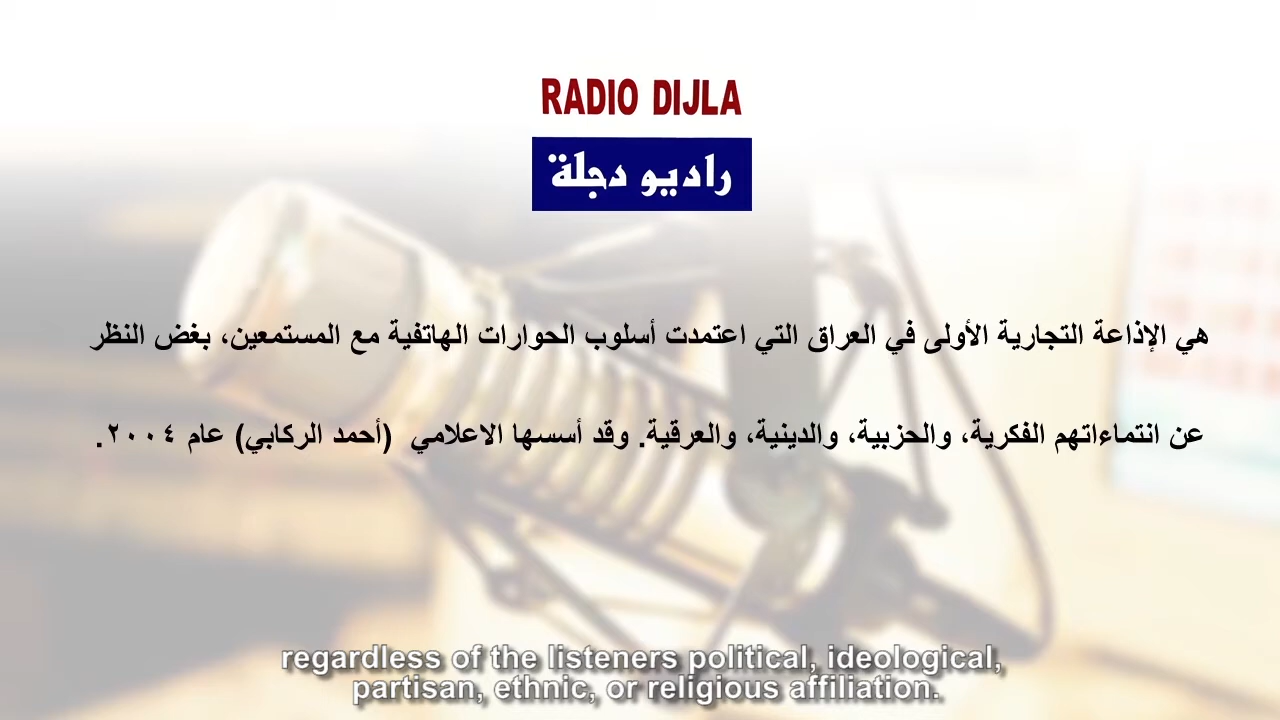 RADIO DIJLA
راديو دجلة
هي الإذاعة التجارية الأولى في العراق التي اعتمدت أسلوب الحوارات الهاتفية مع المستمعين، بغض النظر
عن انتماءاتهم الفكرية، والحزبية، والدينية، والعرقية. وقد أسسها الاعلامي (أحمد الركابي) عام ٢٠٠٤.
regardless of the listeners political, ideological,
partisan, ethnic, or religious affiliation.